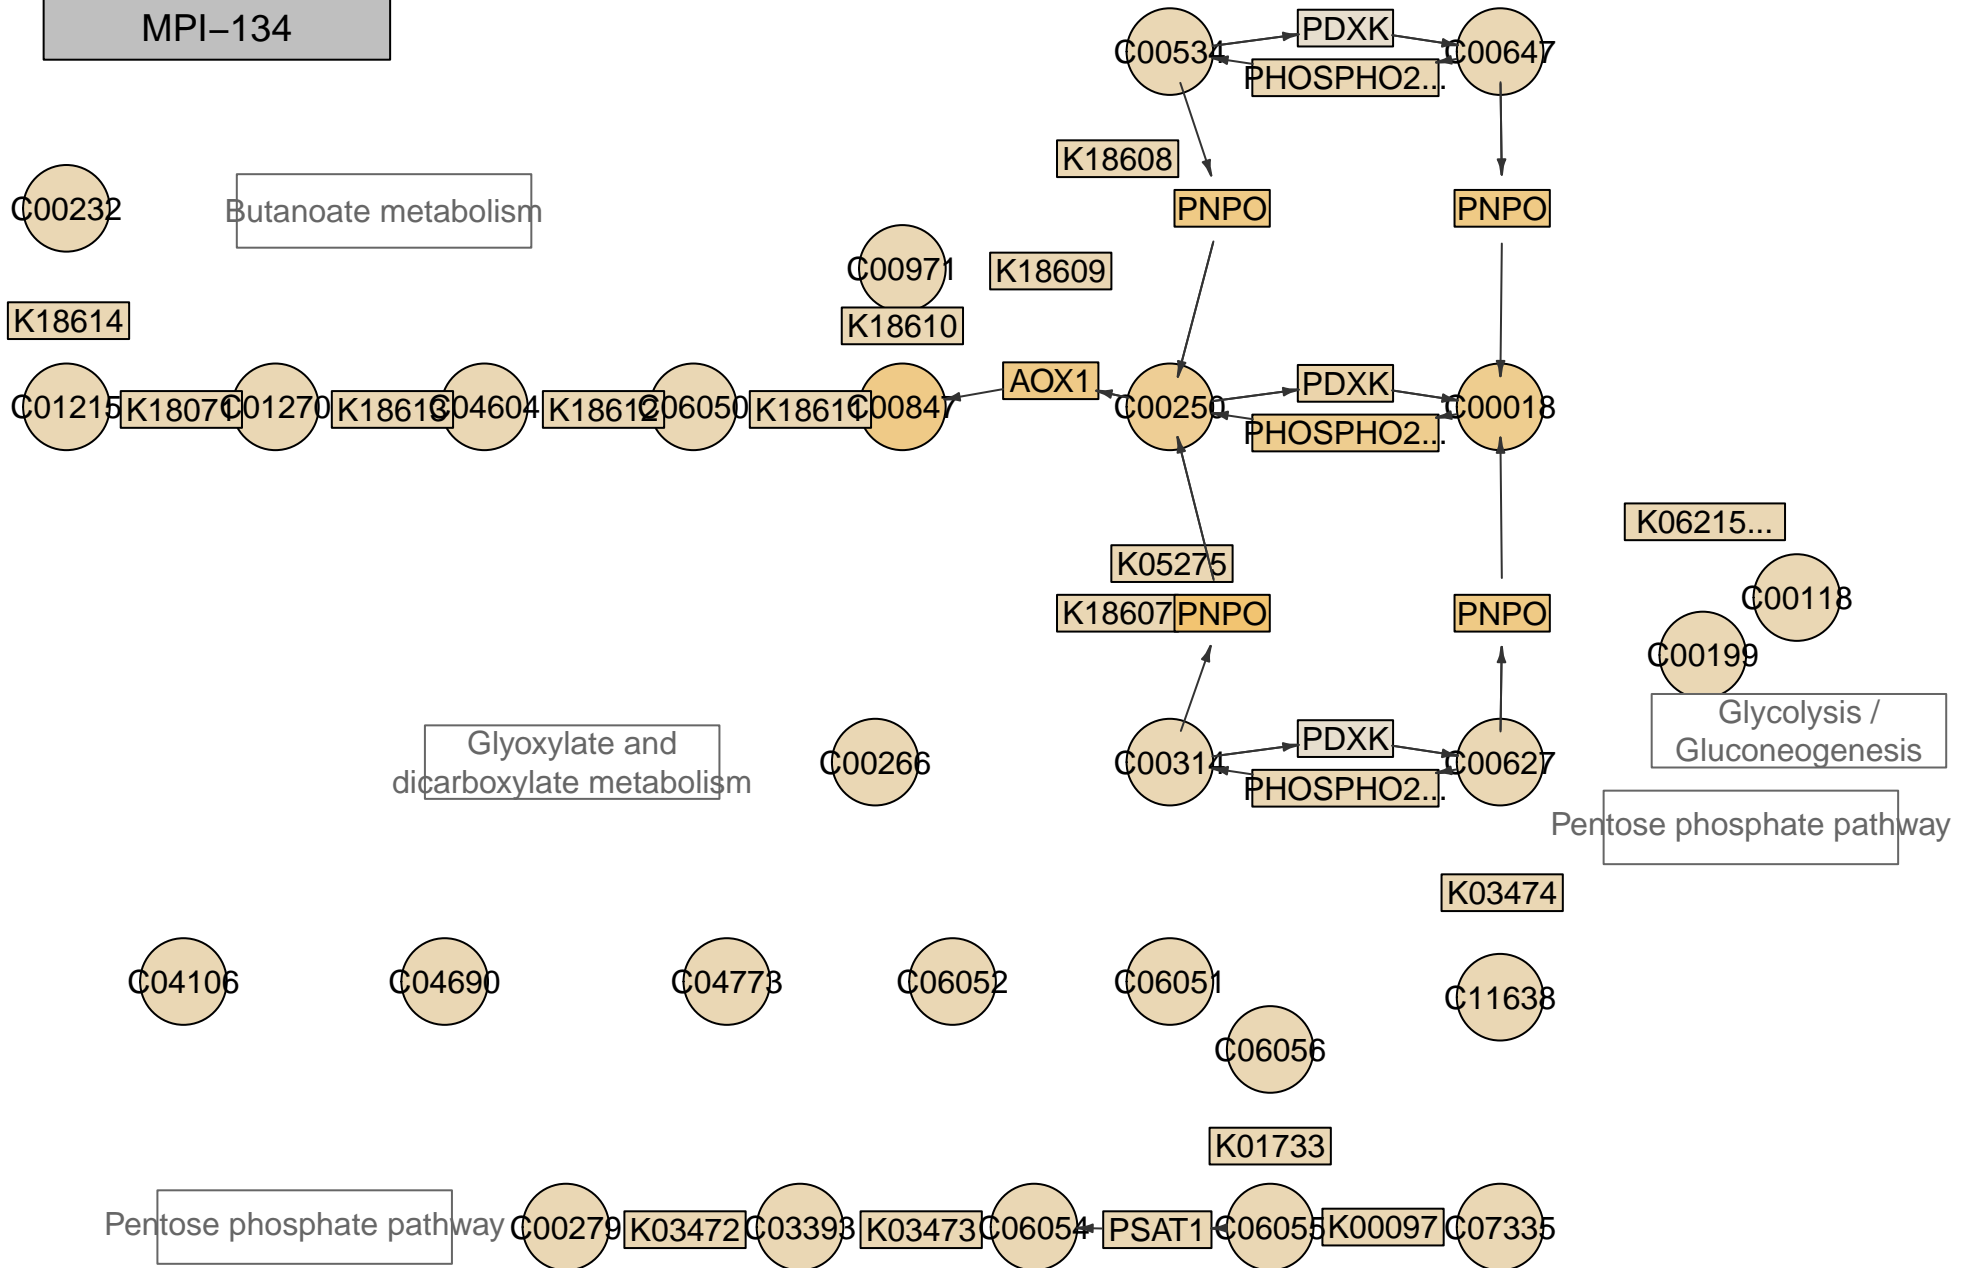 MPI−134
C00534
PDXK
C00647
PHOSPHO2...
K18608
C00232
Butanoate metabolism
PNPO
PNPO
C00971
K18609
K18614
K18610
C01215
K18071
C01270
K18613
C04604
K18612
C06050
K18611
C00847
AOX1
C00250
PDXK
PHOSPHO2...
C00018
K06215...
K05275
C00118
K18607
PNPO
PNPO
C00199
Glycolysis /
Gluconeogenesis
Glyoxylate and
dicarboxylate metabolism
C00266
C00314
PDXK
PHOSPHO2...
C00627
Pentose phosphate pathway
K03474
C04106
C04690
C04773
C06052
C06051
C11638
C06056
K01733
Pentose phosphate pathway
C00279
K03472
C03393
K03473
C06054
PSAT1
C06055
K00097
C07335